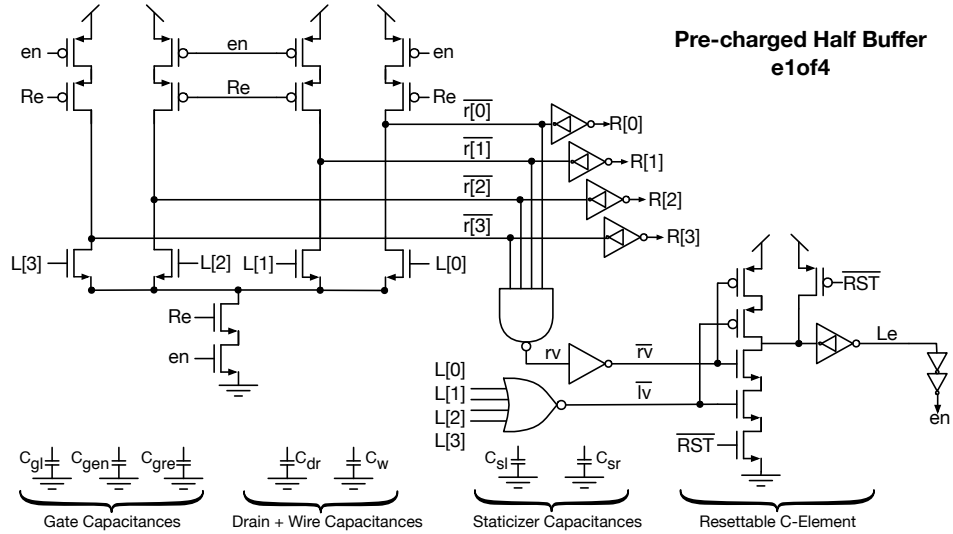 Pre-charged Half Buffer
e1of4
en
en
en
Re
Re
Re
r[0]
R[0]
r[1]
R[1]
r[2]
R[2]
r[3]
R[3]
L[3]
L[2]
L[1]
L[0]
Re
en
RST
rv
rv
Le
L[0]
L[1]
L[2]
L[3]
lv
en
RST
Cgl
Cgen
Cgre
Cdr
Cw
Csl
Csr
Gate Capacitances
Drain + Wire Capacitances
Staticizer Capacitances
Resettable C-Element